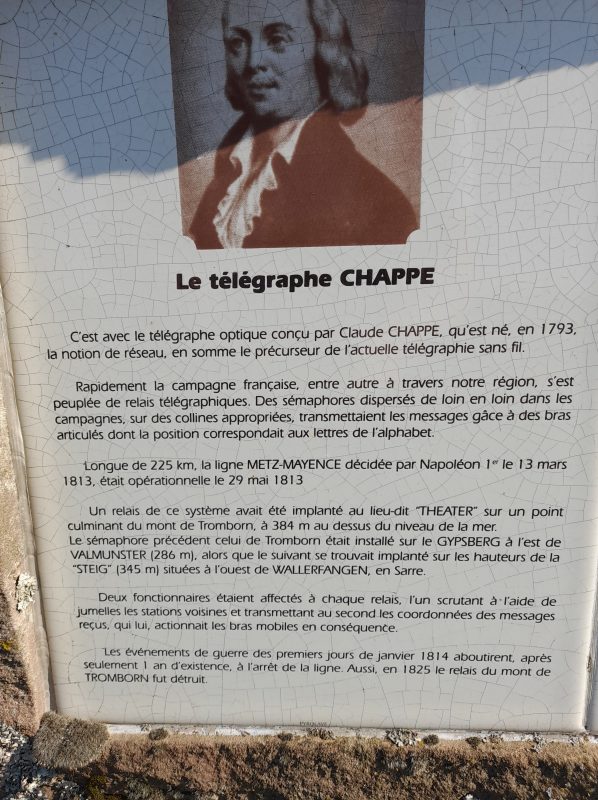 Le télégraphe CHAPPE
C'est avec le télégraphe optique conçu par Claude CHAPPE, qu'est né, en 1793,
la notion de réseau, en somme le précurseur de l'actuelle télégraphie sans fil.
Rapidement la campagne française, entre autre à travers notre région, s'est
peuplée de relais télégraphiques. Des sémaphores dispersés de loin en loin dans les
campagnes, sur des collines appropriées, transmettaient les messages gâce à des bras
articulés dont la position correspondait aux lettres de l'alphabet.
Longue de 225 km, la ligne METZ-MAYENCE décidée par Napoléon 1er le 13 mars
1813, était opérationnelle le 29 mai 1813
Un relais de ce système avait été implanté au lieu-dit "THEATER" sur un point
culminant du mont de Tromborn, à 384 m au dessus du niveau de la mer.
Le sémaphore précédent celui de Tromborn était installé sur le GYPSBERG à l'est de
VALMUNSTER (286 m), alors que le suivant se trouvait implanté sur les hauteurs de la
"STEIG" (345 m) situées à l'ouest de WALLERFANGEN, en Sarre.
Deux fonctionnaires étaient affectés à chaque relais, l'un scrutant à l'aide de
jumelles les stations voisines et transmettant au second les coordonnées des messages
reçus, qui lui, actionnait les bras mobiles en conséquence.
Les événements de guerre des premiers jours de janvier 1814 aboutirent, après
seulement 1 an d'existence, à l'arrêt de la ligne. Aussi, en 1825 le relais du mont de
TROMBORN fut détruit.